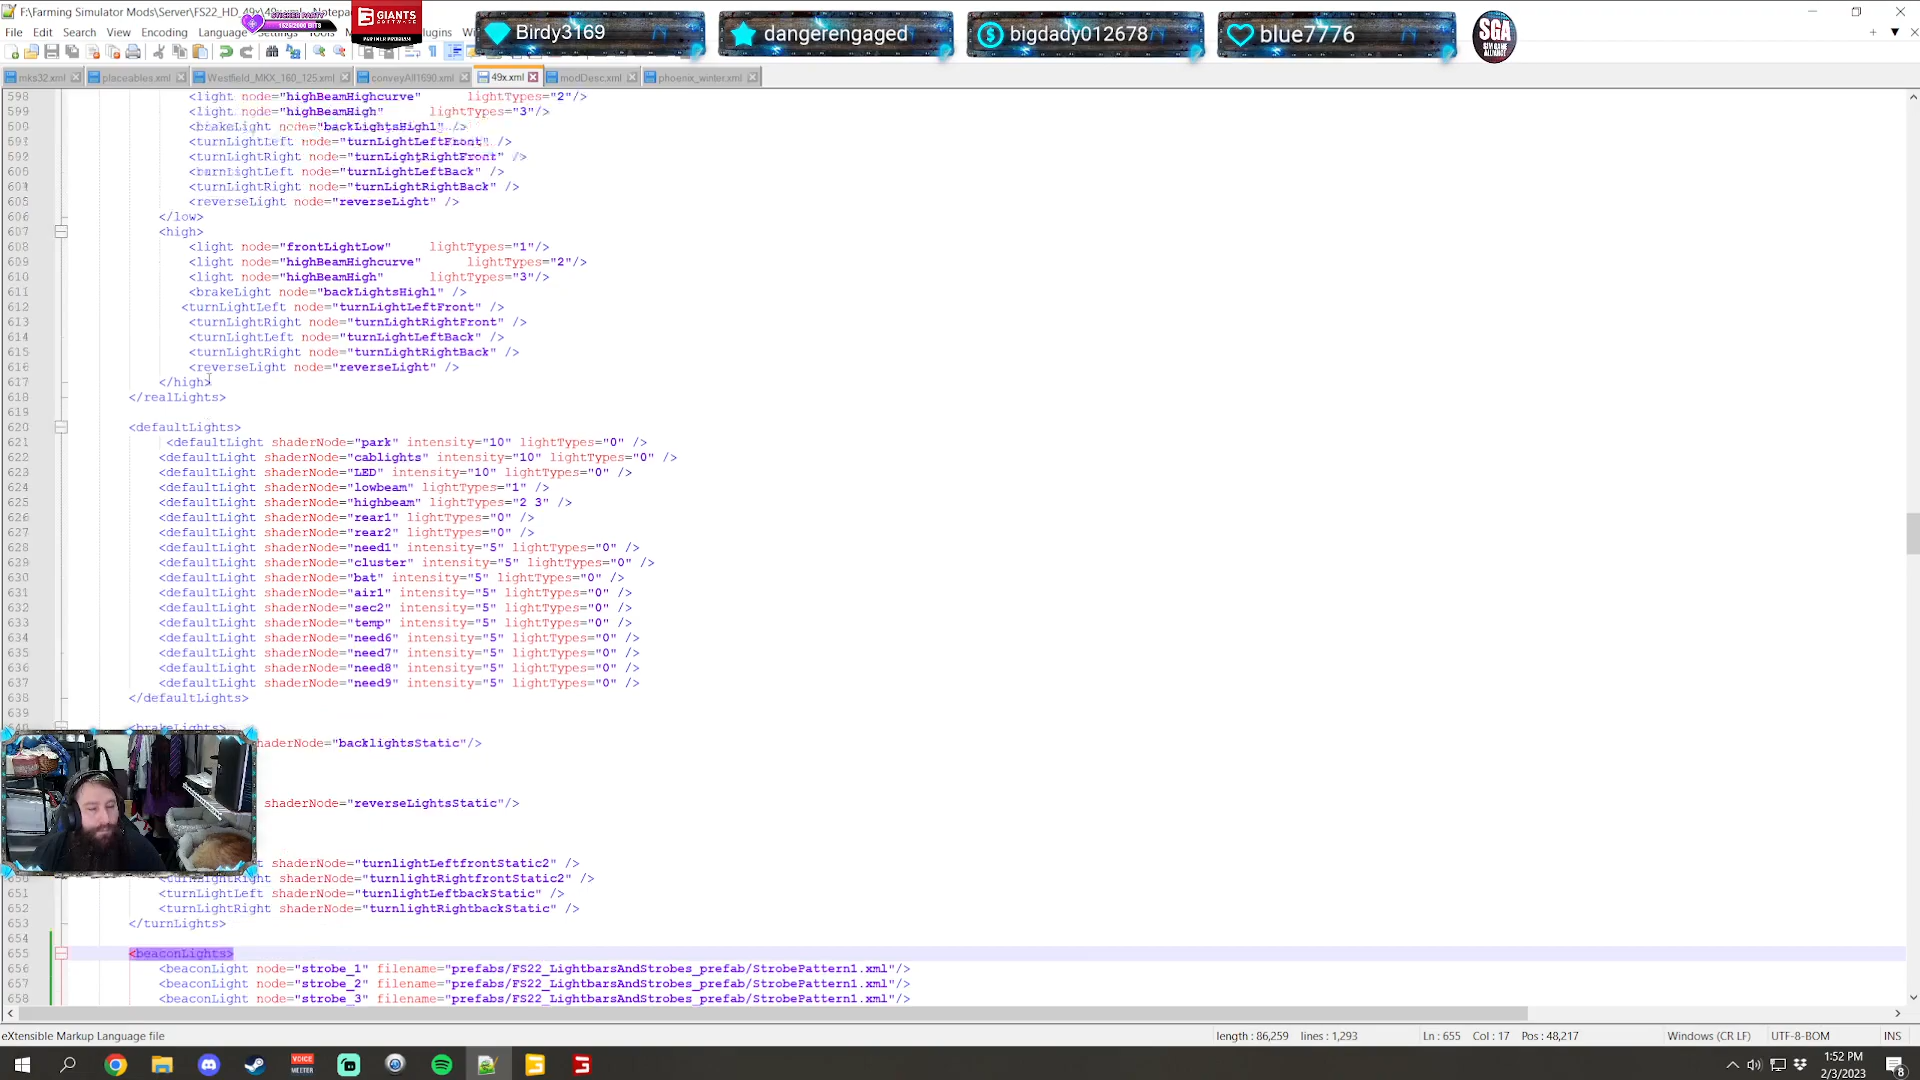 F:\Farming Simulator Mods\Server\FS22_HD_49x\49x.xml - Notepad
STICKER PARTY
GIANTS
SOFTWARE
PARTNER PROGRAM
Birdy3169
dangerengaged
bigdady012678
blue7776
SGA
File Edit Search View Encoding Language Settings Tools
mks32.xml placeables.xml Westfield_MKX_160_125.xml conveyAll1690.xml 49x.xml modDesc.xml phoenix_winter.xml
598 <light node="highBeamHighcurve" lightTypes="2"/>
599 <light node="highBeamHigh" lightTypes="3"/>
<brakeLight node="backLightsHigh1" />
<turnLightLeft node="turnLightLeftFront" />
<turnLightRight node="turnLightRightFront" />
<turnLightLeft node="turnLightLeftBack" />
604 <turnLightRight node="turnLightRightBack" />
605 <reverseLight node="reverseLight" />
606 </low>
607 <high>
608 <light node="frontLightLow" lightTypes="1"/>
609 <light node="highBeamHighcurve" lightTypes="2"/>
610 <light node="highBeamHigh" lightTypes="3"/>
611 <brakeLight node="backLightsHigh1" />
612 <turnLightLeft node="turnLightLeftFront" />
613 <turnLightRight node="turnLightRightFront" />
614 <turnLightLeft node="turnLightLeftBack" />
615 <turnLightRight node="turnLightRightBack" />
616 <reverseLight node="reverseLight" />
617 </high>
618 </realLights>
619
620 <defaultLights>
621 <defaultLight shaderNode="park" intensity="10" lightTypes="0" />
622 <defaultLight shaderNode="cablights" intensity="10" lightTypes="0" />
623 <defaultLight shaderNode="LED" intensity="10" lightTypes="0" />
624 <defaultLight shaderNode="lowbeam" lightTypes="1" />
625 <defaultLight shaderNode="highbeam" lightTypes="2 3" />
626 <defaultLight shaderNode="rear1" lightTypes="0" />
627 <defaultLight shaderNode="rear2" lightTypes="0" />
628 <defaultLight shaderNode="need1" intensity="5" lightTypes="0" />
629 <defaultLight shaderNode="cluster" intensity="5" lightTypes="0" />
630 <defaultLight shaderNode="bat" intensity="5" lightTypes="0" />
631 <defaultLight shaderNode="air1" intensity="5" lightTypes="0" />
632 <defaultLight shaderNode="sec2" intensity="5" lightTypes="0" />
633 <defaultLight shaderNode="temp" intensity="5" lightTypes="0" />
634 <defaultLight shaderNode="need6" intensity="5" lightTypes="0" />
635 <defaultLight shaderNode="need7" intensity="5" lightTypes="0" />
636 <defaultLight shaderNode="need8" intensity="5" lightTypes="0" />
637 <defaultLight shaderNode="need9" intensity="5" lightTypes="0" />
638 </defaultLights>
639
<brakeLights>
haderNode="backlightsStatic"/>
shaderNode="reverseLightsStatic"/>
shaderNode="turnlightLeftfrontStatic2" />
<turnLightRight shaderNode="turnlightRightfrontStatic2" />
651 <turnLightLeft shaderNode="turnlightLeftbackStatic" />
652 <turnLightRight shaderNode="turnlightRightbackStatic" />
653 </turnLights>
654
655 <beaconLights>
656 <beaconLight node="strobe_1" filename="prefabs/FS22_LightbarsAndStrobes_prefab/StrobePattern1.xml"/>
657 <beaconLight node="strobe_2" filename="prefabs/FS22_LightbarsAndStrobes_prefab/StrobePattern1.xml"/>
658 <beaconLight node="strobe_3" filename="prefabs/FS22_LightbarsAndStrobes_prefab/StrobePattern1.xml"/>
eXtensible Markup Language file length : 86,259 lines : 1,293 Ln : 655 Col : 17 Pos : 48,217 Windows (CR LF) UTF-8-BOM INS
VOICE
MEETER
1:52 PM
2/3/2023
8